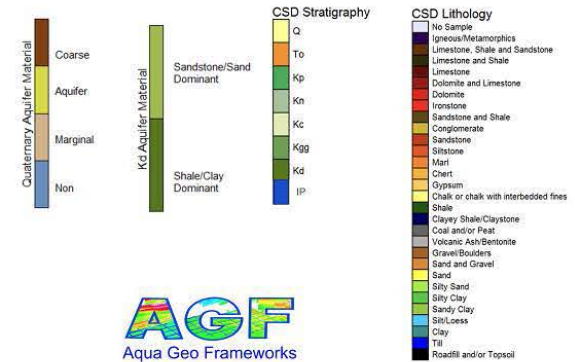 Quaternary Aquifer Material
Coarse
Aquifer
Marginal
Non
Kd Aquifer Material
Sandstone/Sand
Dominant
Shale/Clay
Dominant
CSD Stratigraphy
Q
To
Kp
Kn
Kc
Kgg
Kd
IP
CSD Lithology
No Sample
Igneous/Metamorphics
Limestone, Shale and Sandstone
Limestone and Shale
Limestone
Dolomite and Limestone
Dolomite
Ironstone
Sandstone and Shale
Conglomerate
Sandstone
Siltstone
Marl
Chert
Gypsum
Chalk or chalk with interbedded fines
Shale
Clayey Shale/Claystone
Coal and/or Peat
Volcanic Ash/Bentonite
Gravel/Boulders
Sand and Gravel
Sand
Silty Sand
Silty Clay
Sandy Clay
Silt/Loess
Clay
Till
Roadfill and/or Topsoil
AGF
Aqua Geo Frameworks